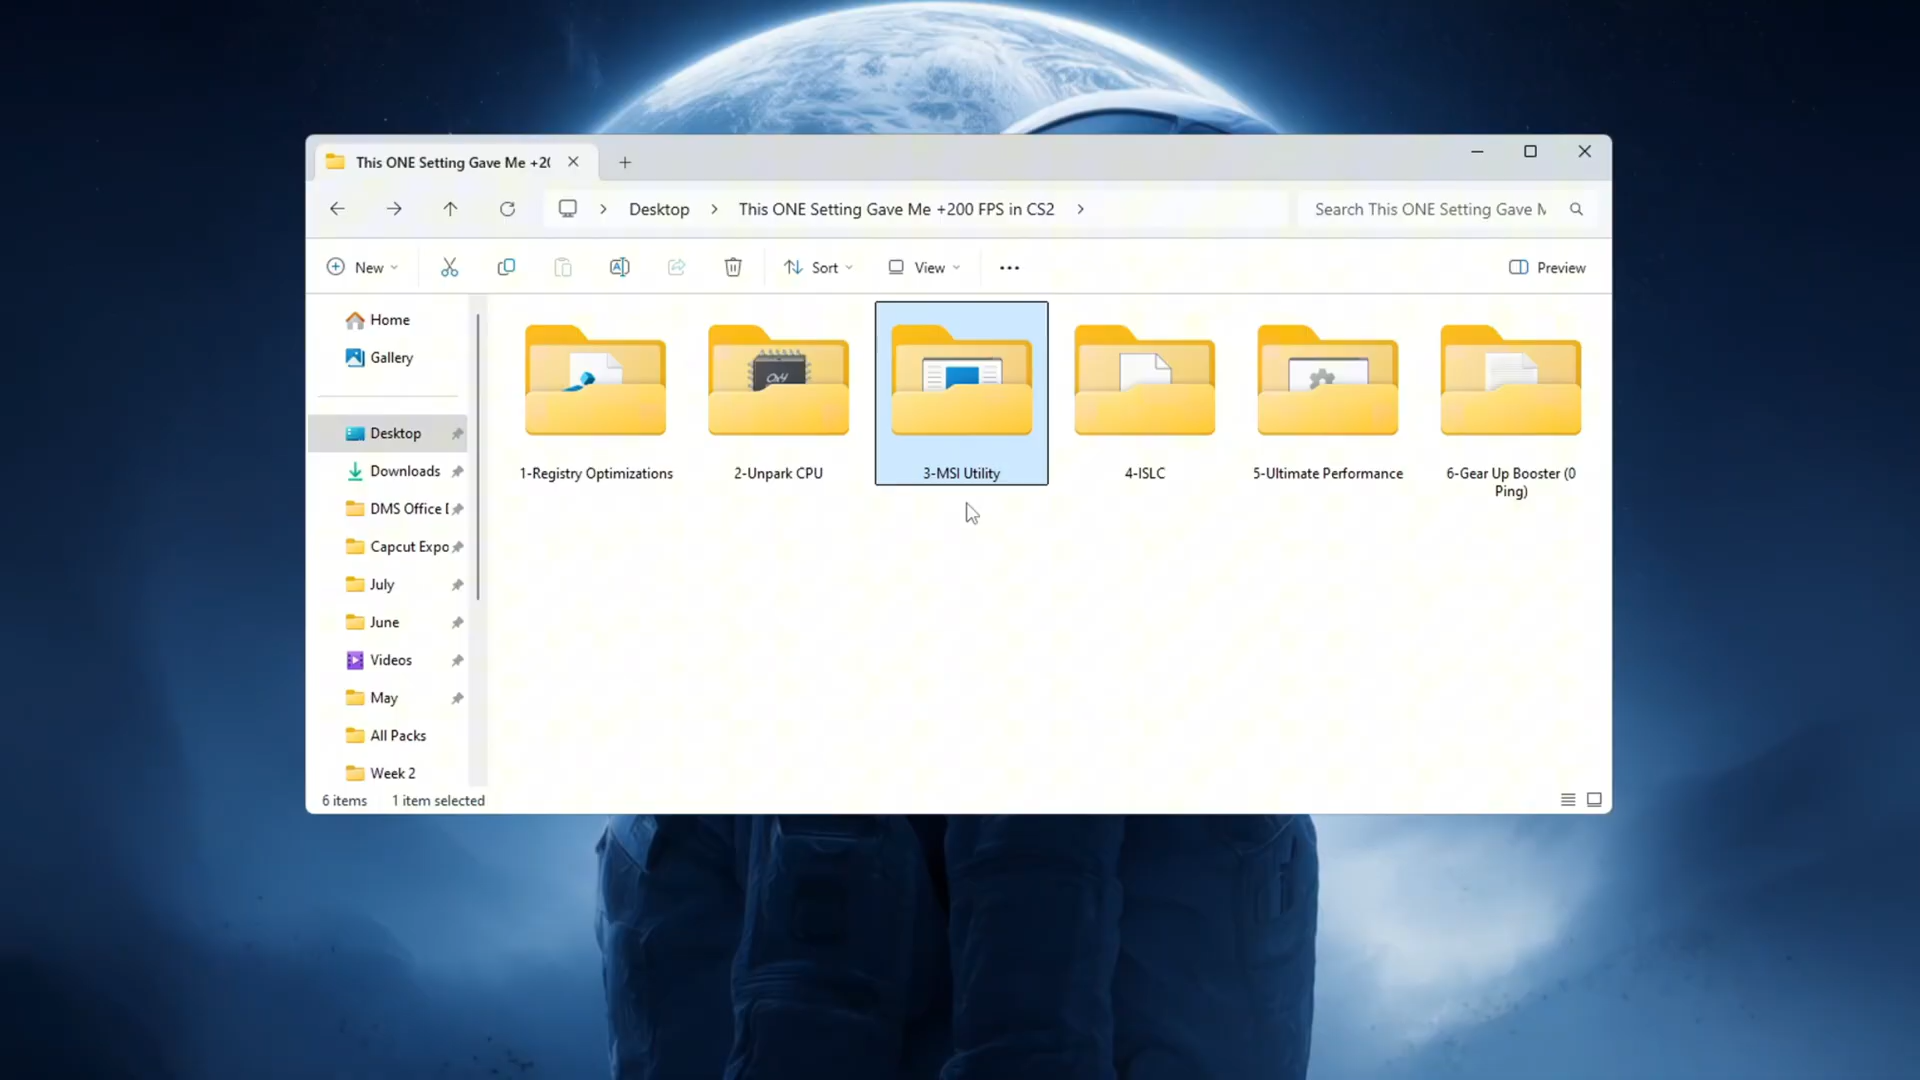 This ONE Setting Gave Me +20
Desktop
This ONE Setting Gave Me +200 FPS in CS2
Search This ONE Setting Gave M
New
Sort
View
Preview
Home
Gallery
Desktop
Downloads
DMS Office
Capcut Expo
July
June
Videos
May
All Packs
Week 2
1-Registry Optimizations
2-Unpark CPU
3-MSI Utility
4-ISLC
5-Ultimate Performance
6-Gear Up Booster (0
Ping)
6 items
1 item selected